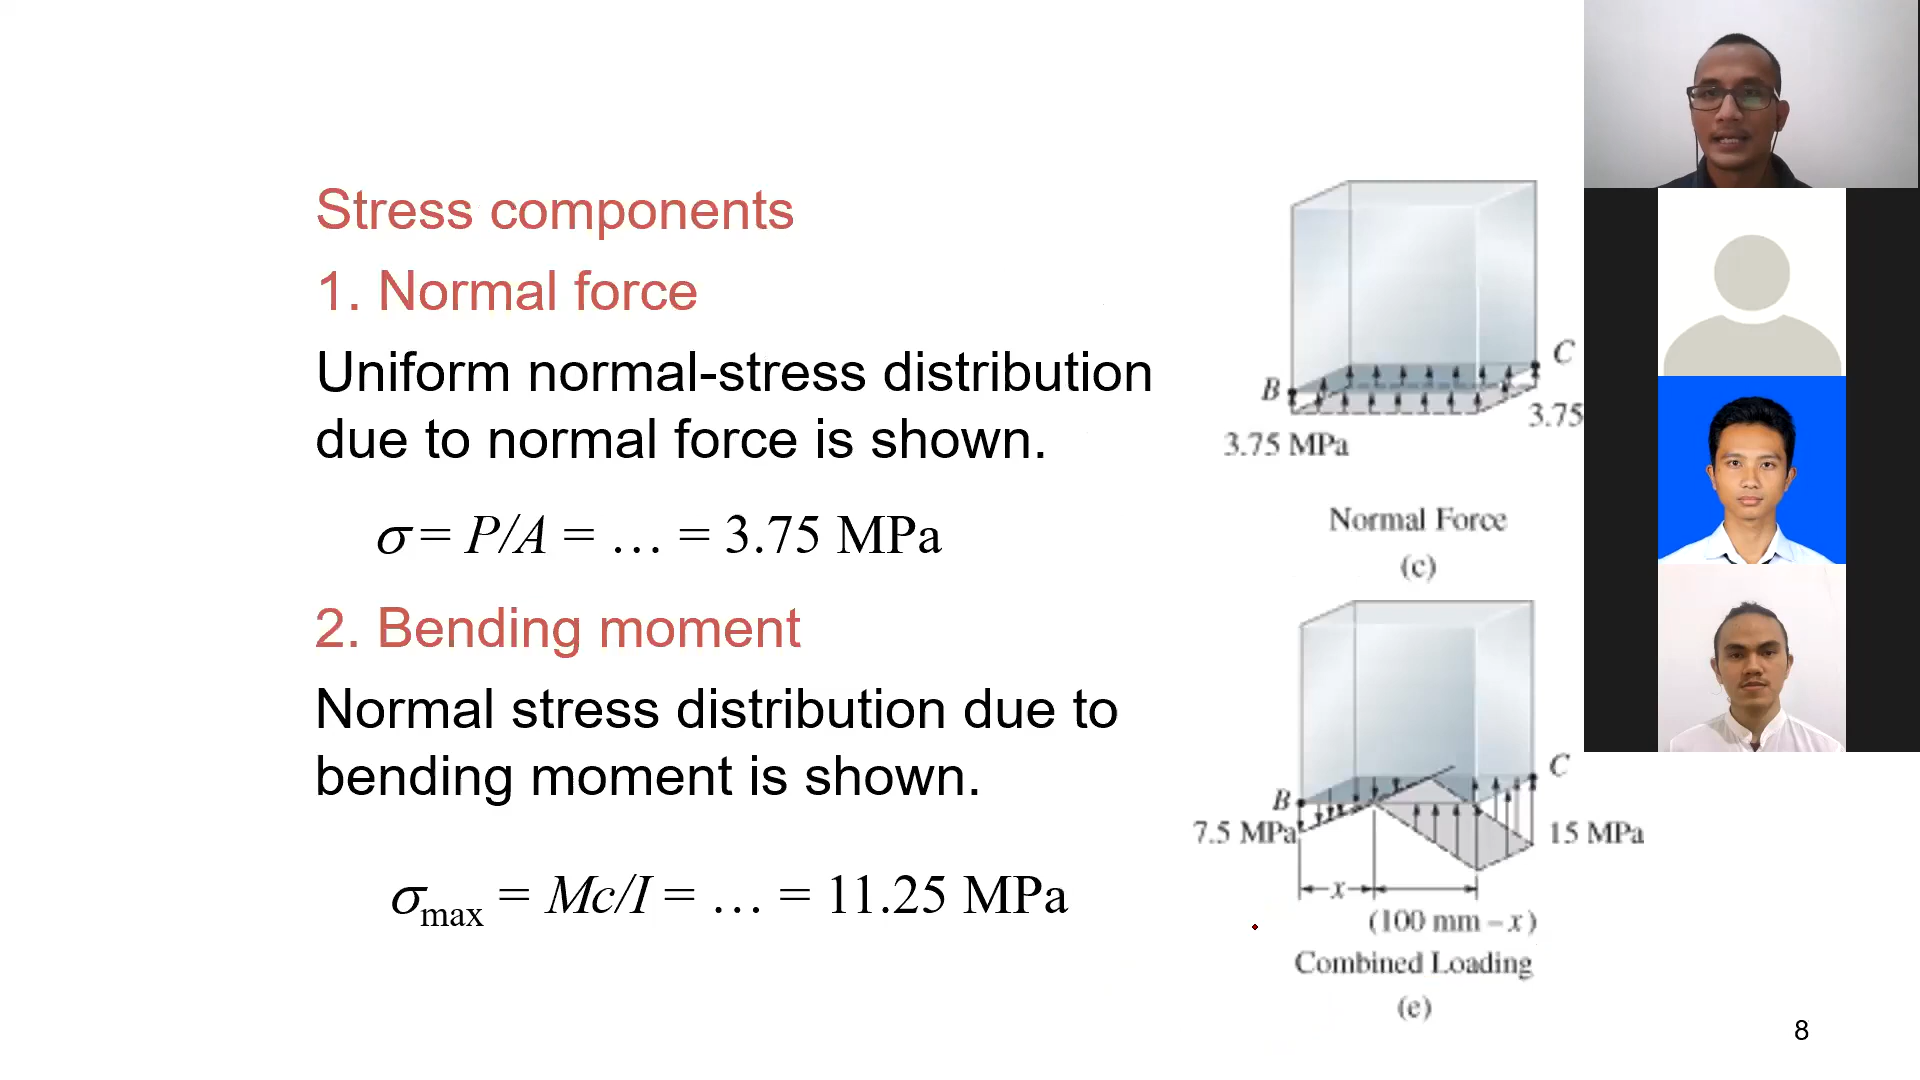 Stress components
1. Normal force
Uniform normal-stress distribution
due to normal force is shown.
σ = P/A = … = 3.75 MPa
2. Bending moment
Normal stress distribution due to
bending moment is shown.
σmax = Mc/I = … = 11.25 MPa
C
B
3.75
3.75 MPa
Normal Force
(c)
C
B
7.5 MPa
15 MPa
x
(100 mm – x)
Combined Loading
(e)
8